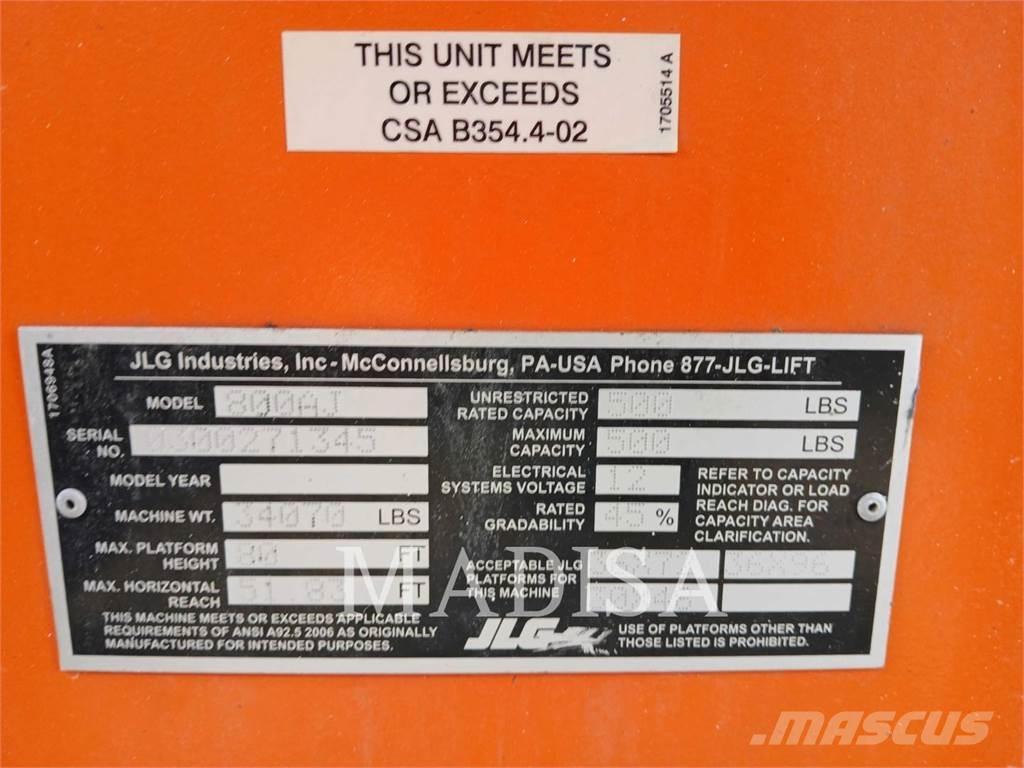 THIS UNIT MEETS
OR EXCEEDS
CSA B354.4-02
1705514 A
1706948A
JLG Industries, Inc - McConnellsburg, PA-USA Phone 877-JLG-LIFT
MODEL 800AJ
SERIAL NO. 0300271345
MODEL YEAR
MACHINE WT. 34070 LBS
MAX. PLATFORM HEIGHT 80 FT
MAX. HORIZONTAL REACH 51.83 FT
THIS MACHINE MEETS OR EXCEEDS APPLICABLE
REQUIREMENTS OF ANSI A92.5 2006 AS ORIGINALLY
MANUFACTURED FOR INTENDED PURPOSES.
UNRESTRICTED RATED CAPACITY 500 LBS
MAXIMUM CAPACITY 500 LBS
ELECTRICAL SYSTEMS VOLTAGE 12
RATED GRADABILITY 45 %
REFER TO CAPACITY
INDICATOR OR LOAD
REACH DIAG. FOR
CAPACITY AREA
CLARIFICATION.
ACCEPTABLE JLG
PLATFORMS FOR
THIS MACHINE
36X96
JLG
USE OF PLATFORMS OTHER THAN
THOSE LISTED IS PROHIBITED.
MADISA
MASCUS